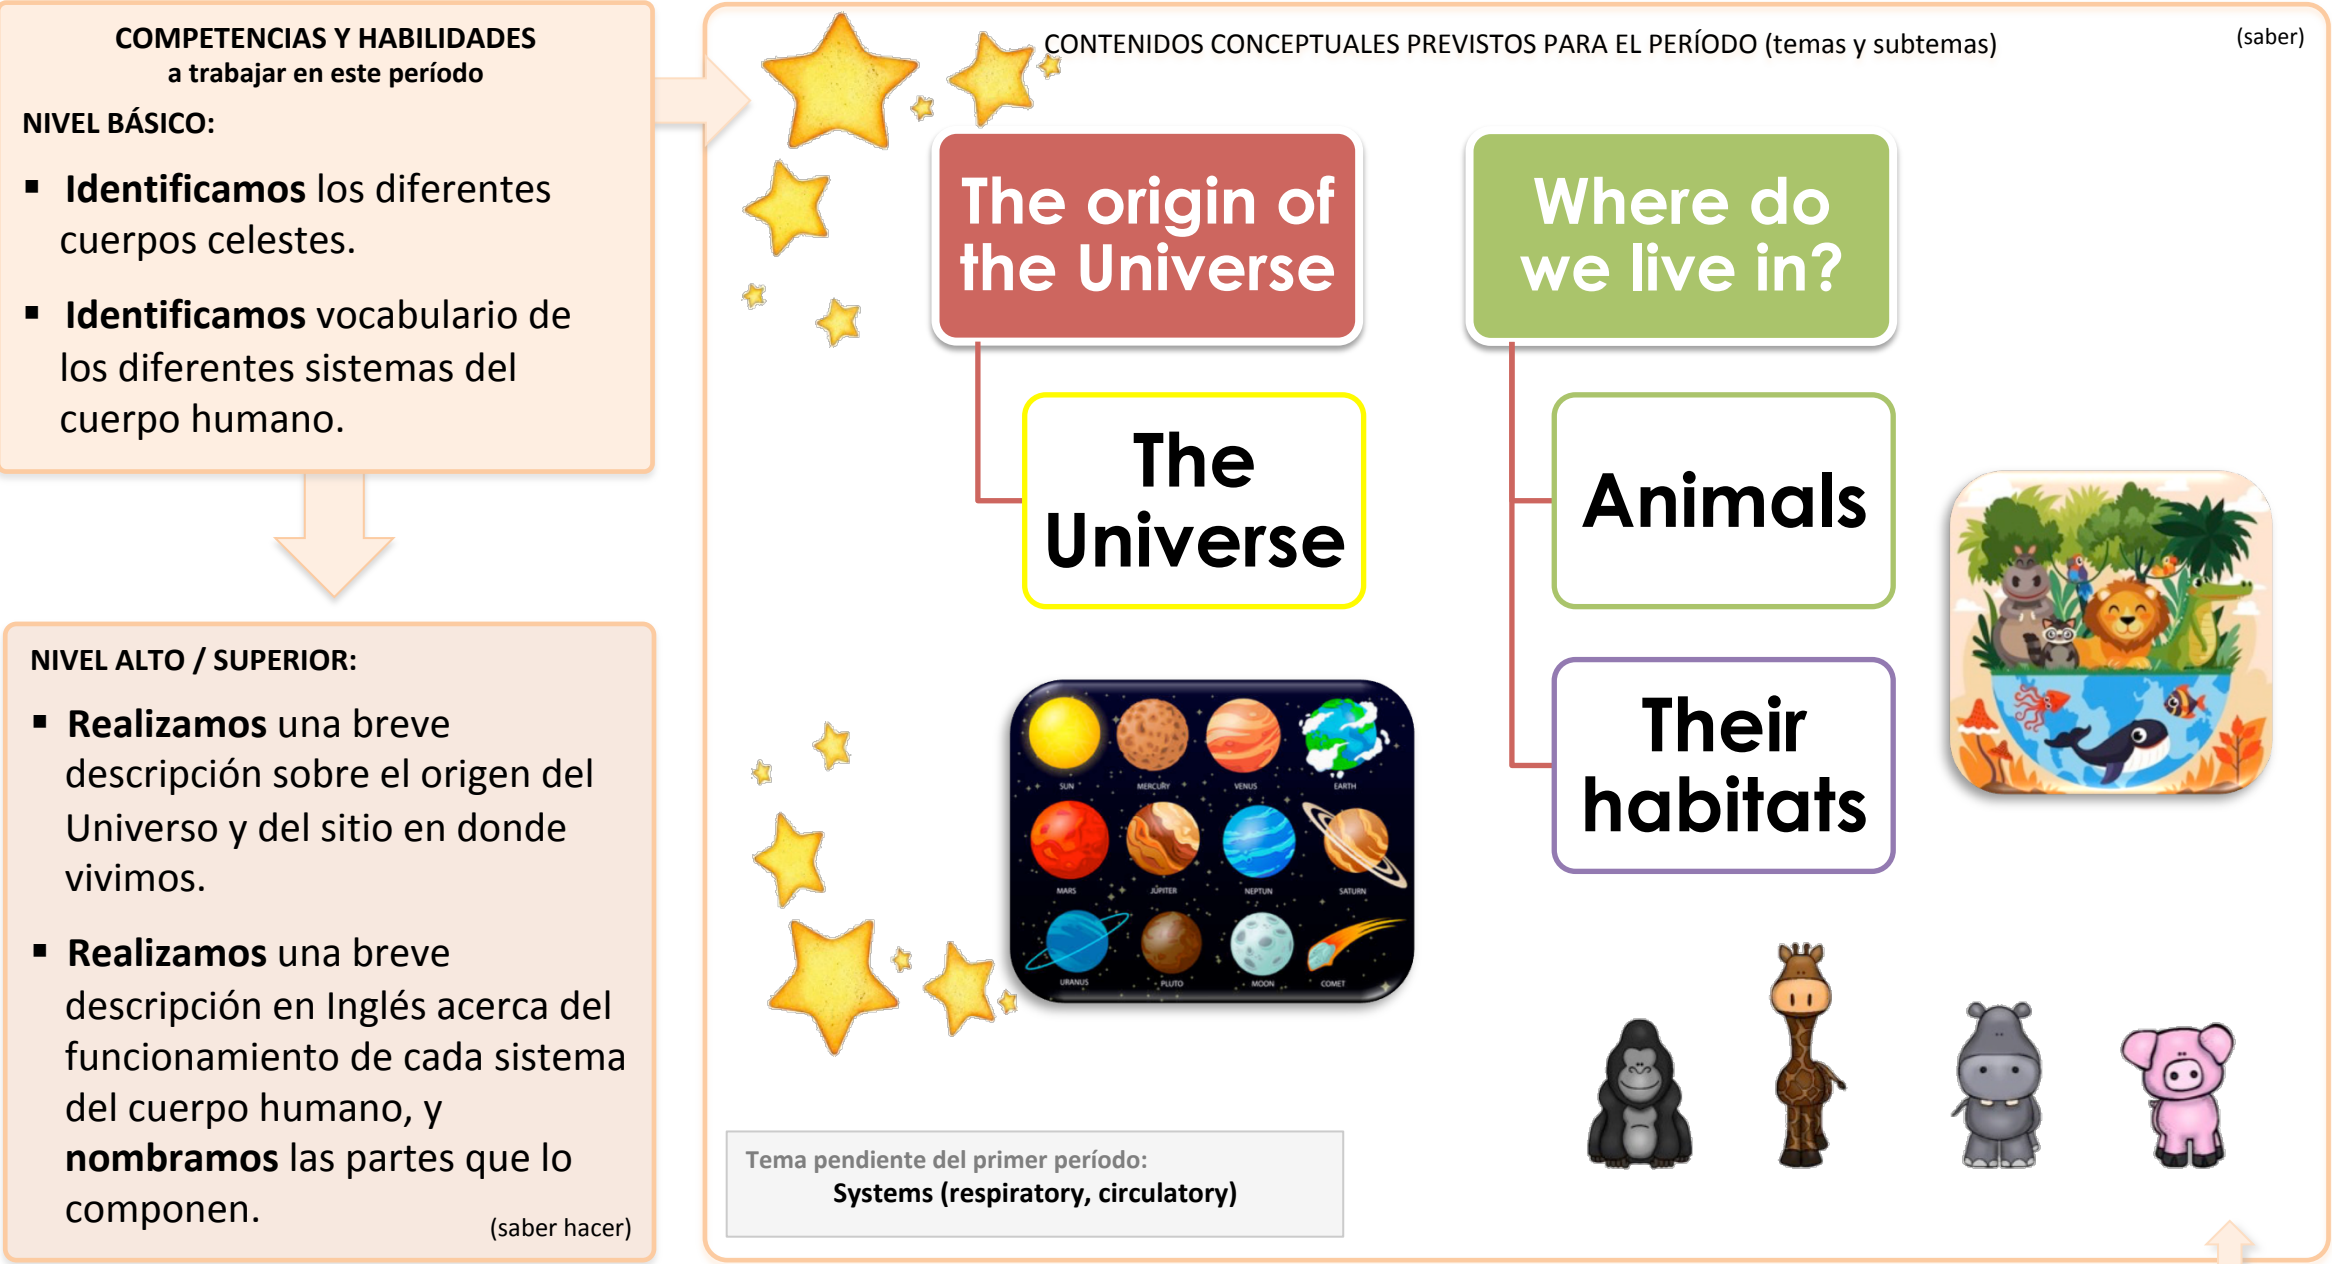 COMPETENCIAS Y HABILIDADES
a trabajar en este período
NIVEL BÁSICO:
▪ Identificamos los diferentes
cuerpos celestes.
▪ Identificamos vocabulario de
los diferentes sistemas del
cuerpo humano.
NIVEL ALTO / SUPERIOR:
▪ Realizamos una breve
descripción sobre el origen del
Universo y del sitio en donde
vivimos.
▪ Realizamos una breve
descripción en Inglés acerca del
funcionamiento de cada sistema
del cuerpo humano, y
nombramos las partes que lo
componen.
(saber hacer)
CONTENIDOS CONCEPTUALES PREVISTOS PARA EL PERÍODO (temas y subtemas)
(saber)
The origin of
the Universe
The
Universe
SUN MERCURY VENUS EARTH
MARS JÚPITER NEPTUN SATURN
URANUS PLUTO MOON COMET
Where do
we live in?
Animals
Their
habitats
Tema pendiente del primer período:
Systems (respiratory, circulatory)